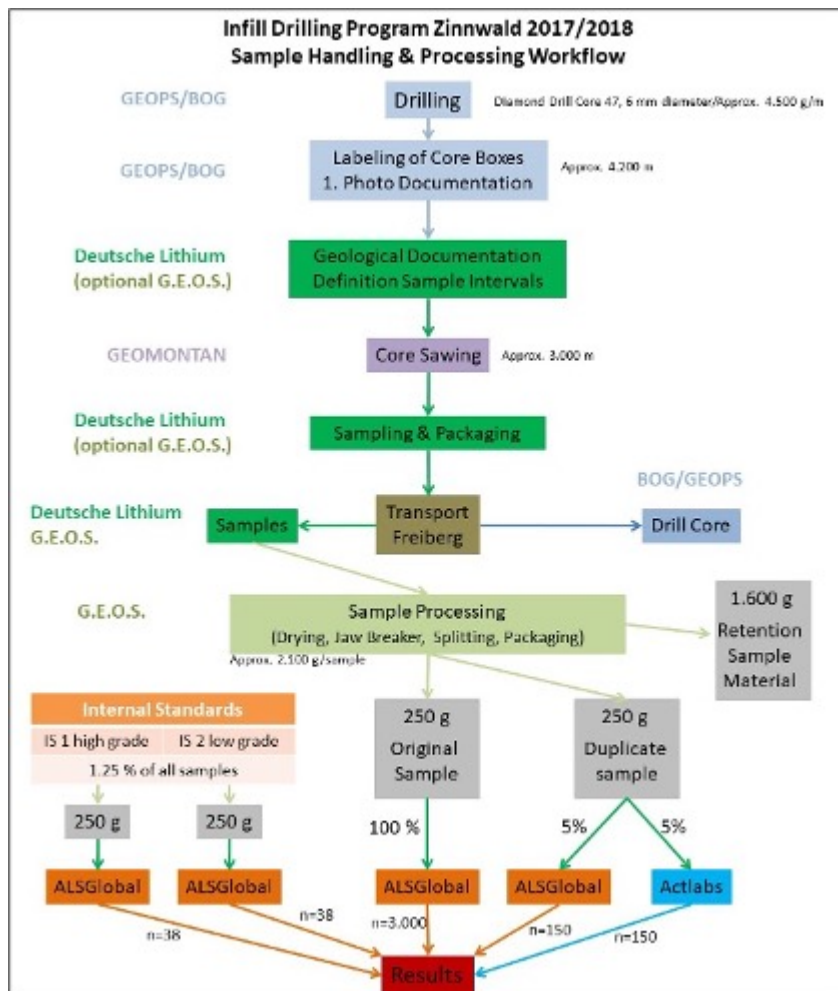 Infill Drilling Program Zinnwald 2017/2018
Sample Handling & Processing Workflow
GEOPS/BOG
Drilling
Diamond Drill Core 47, 6 mm diameter/Approx. 4.500 g/m
GEOPS/BOG
Labeling of Core Boxes
1. Photo Documentation
Approx. 4.200 m
Deutsche Lithium
(optional G.E.O.S.)
Geological Documentation
Definition Sample Intervals
GEOMONTAN
Core Sawing
Approx. 3.000 m
Deutsche Lithium
(optional G.E.O.S.)
Sampling & Packaging
BOG/GEOPS
Deutsche Lithium
G.E.O.S.
Samples
Transport
Freiberg
Drill Core
G.E.O.S.
Sample Processing
(Drying, Jaw Breaker, Splitting, Packaging)
Approx. 2.100 g/sample
1.600 g
Retention
Sample
Material
Internal Standards
IS 1 high grade
IS 2 low grade
1.25 % of all samples
250 g
Original
Sample
250 g
Duplicate
sample
250 g
250 g
100 %
5%
5%
ALSGlobal
ALSGlobal
ALSGlobal
ALSGlobal
Actlabs
n=38
n=38
n=3.000
n=150
n=150
Results